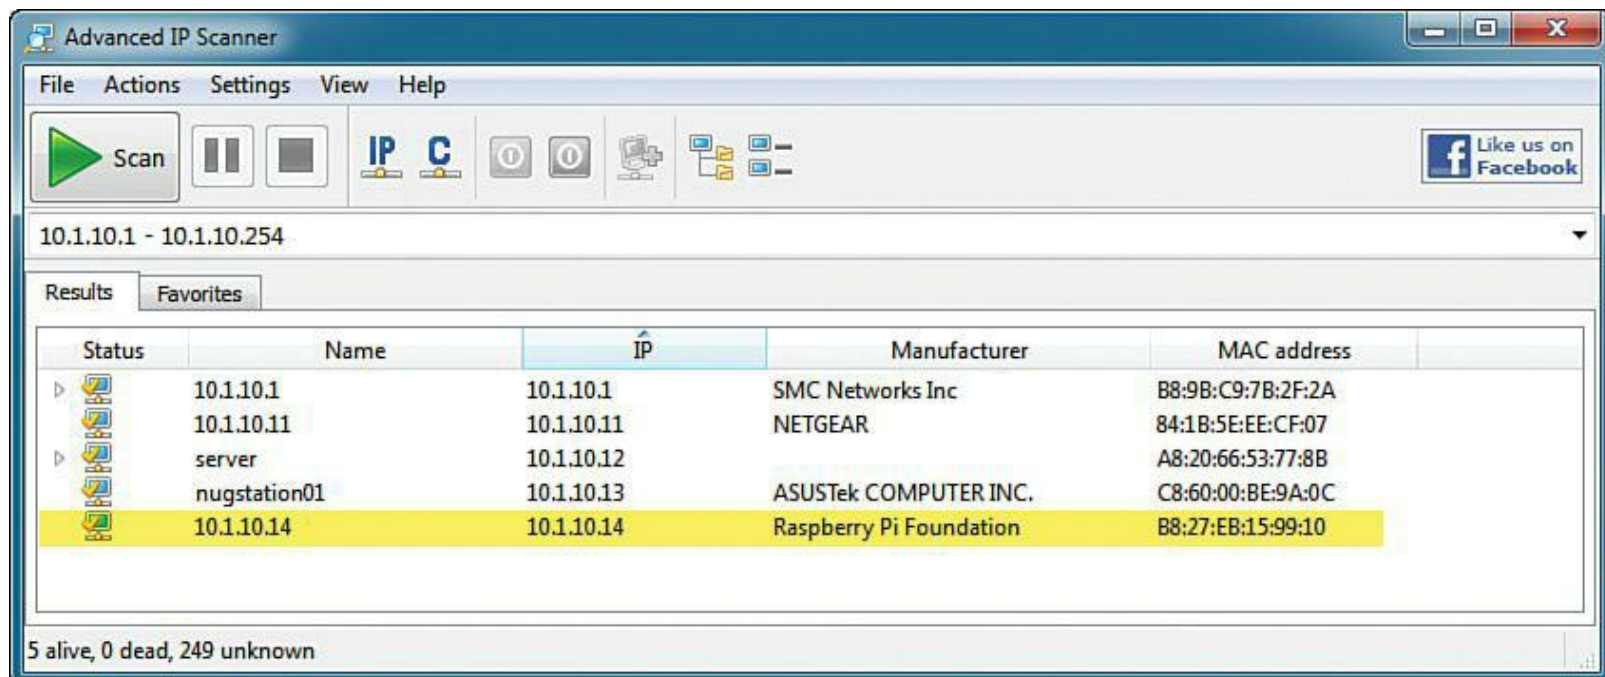 Advanced IP Scanner
File Actions Settings View Help
Scan IP C Like us on
Facebook
10.1.10.1 - 10.1.10.254
Results Favorites
Status Name IP Manufacturer MAC address
10.1.10.1 10.1.10.1 SMC Networks Inc B8:9B:C9:7B:2F:2A
10.1.10.11 10.1.10.11 NETGEAR 84:1B:5E:EE:CF:07
server 10.1.10.12 A8:20:66:53:77:8B
nugstation01 10.1.10.13 ASUSTek COMPUTER INC. C8:60:00:BE:9A:0C
10.1.10.14 10.1.10.14 Raspberry Pi Foundation B8:27:EB:15:99:10
5 alive, 0 dead, 249 unknown